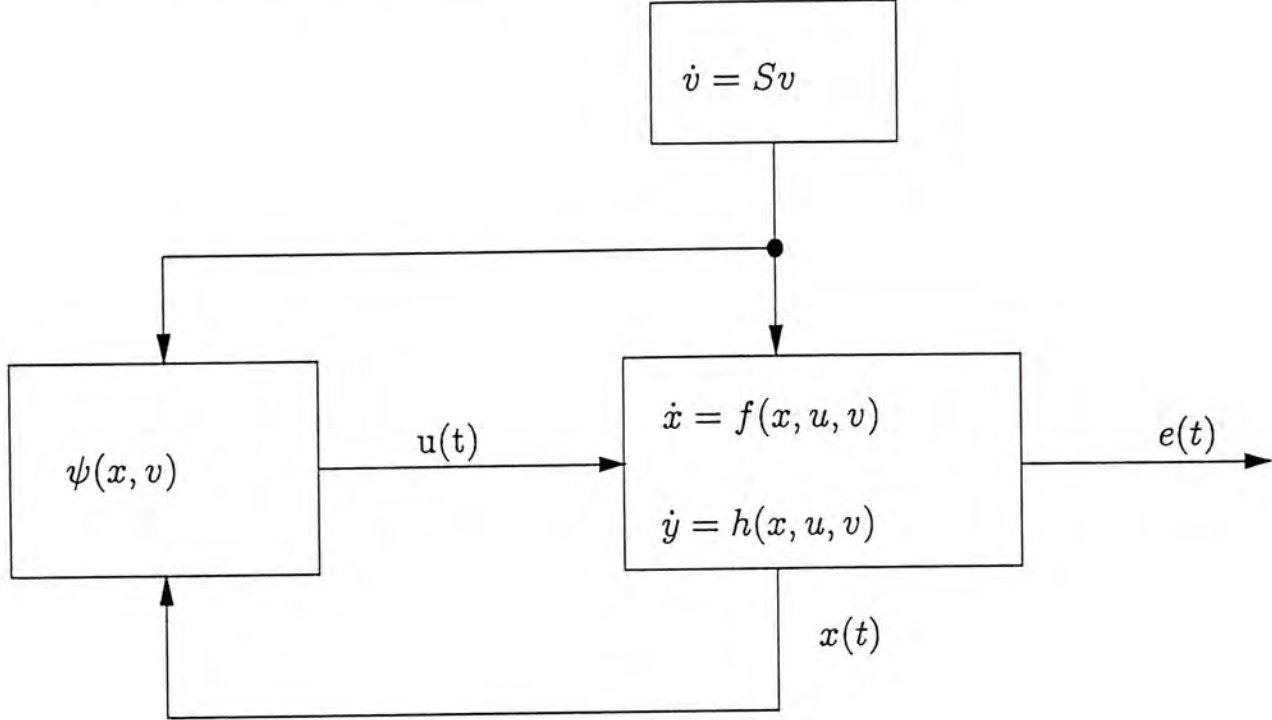 v̇ = Sv
ẋ = f(x, u, v)
e(t)
u(t)
ψ(x, v)
ẏ = h(x, u, v)
x(t)